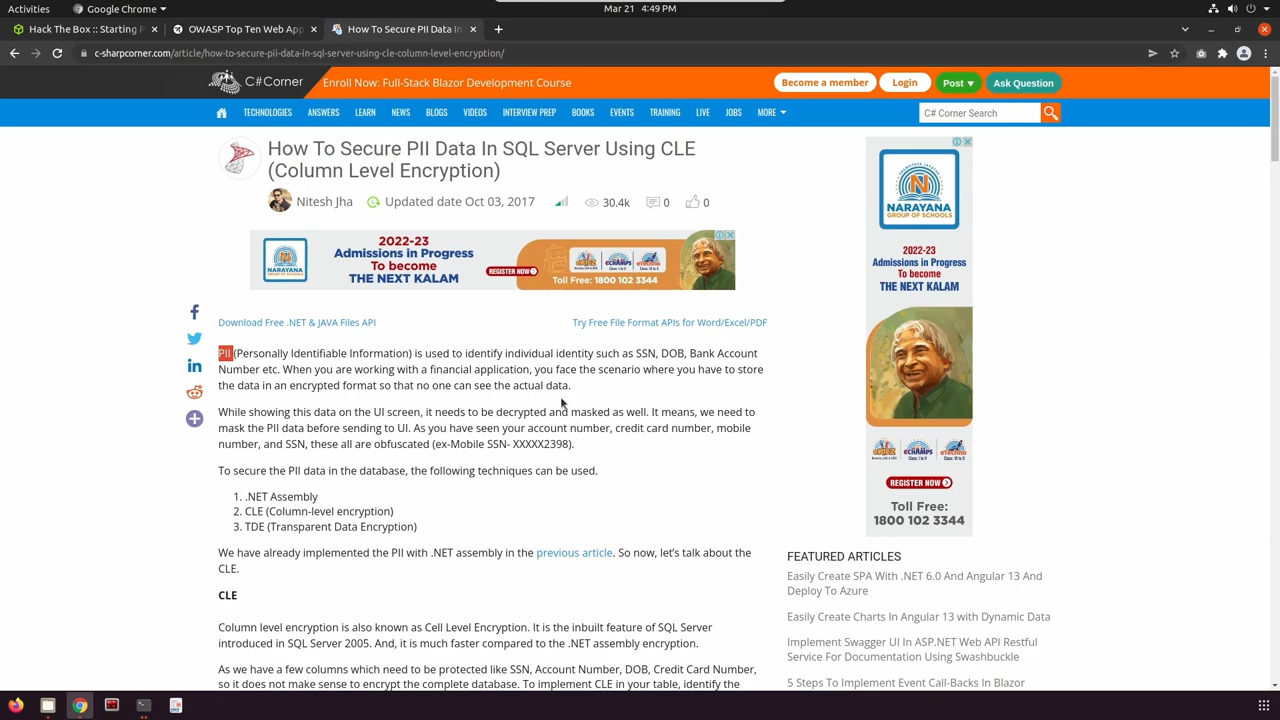 Activities
Google Chrome
Mar 21 4:49 PM
Hack The Box :: Starting P
OWASP Top Ten Web App
How To Secure PII Data In
c-sharpcorner.com/article/how-to-secure-pii-data-in-sql-server-using-cle-column-level-encryption/
C#Corner
Enroll Now: Full-Stack Blazor Development Course
Become a member
Login
Post
Ask Question
TECHNOLOGIES ANSWERS LEARN NEWS BLOGS VIDEOS INTERVIEW PREP BOOKS EVENTS TRAINING LIVE JOBS MORE
C# Corner Search
How To Secure PII Data In SQL Server Using CLE
(Column Level Encryption)
Nitesh Jha
Updated date Oct 03, 2017
30.4k
0
0
NARAYANA
GROUP OF SCHOOLS
2022-23
Admissions in Progress
To become
THE NEXT KALAM
REGISTER NOW
Toll Free: 1800 102 3344
Download Free .NET & JAVA Files API
Try Free File Format APIs for Word/Excel/PDF
PII (Personally Identifiable Information) is used to identify individual identity such as SSN, DOB, Bank Account
Number etc. When you are working with a financial application, you face the scenario where you have to store
the data in an encrypted format so that no one can see the actual data.
While showing this data on the UI screen, it needs to be decrypted and masked as well. It means, we need to
mask the PII data before sending to UI. As you have seen your account number, credit card number, mobile
number, and SSN, these all are obfuscated (ex-Mobile SSN- XXXXX2398).
To secure the PII data in the database, the following techniques can be used.
1. .NET Assembly
2. CLE (Column-level encryption)
3. TDE (Transparent Data Encryption)
We have already implemented the PII with .NET assembly in the previous article. So now, let's talk about the
CLE.
CLE
Column level encryption is also known as Cell Level Encryption. It is the inbuilt feature of SQL Server
introduced in SQL Server 2005. And, it is much faster compared to the .NET assembly encryption.
As we have a few columns which need to be protected like SSN, Account Number, DOB, Credit Card Number,
so it does not make sense to encrypt the complete database. To implement CLE in your table, identify the
NARAYANA
GROUP OF SCHOOLS
2022-23
Admissions in Progress
To become
THE NEXT KALAM
REGISTER NOW
Toll Free:
1800 102 3344
FEATURED ARTICLES
Easily Create SPA With .NET 6.0 And Angular 13 And
Deploy To Azure
Easily Create Charts In Angular 13 with Dynamic Data
Implement Swagger UI In ASP.NET Web API Restful
Service For Documentation Using Swashbuckle
5 Steps To Implement Event Call-Backs In Blazor